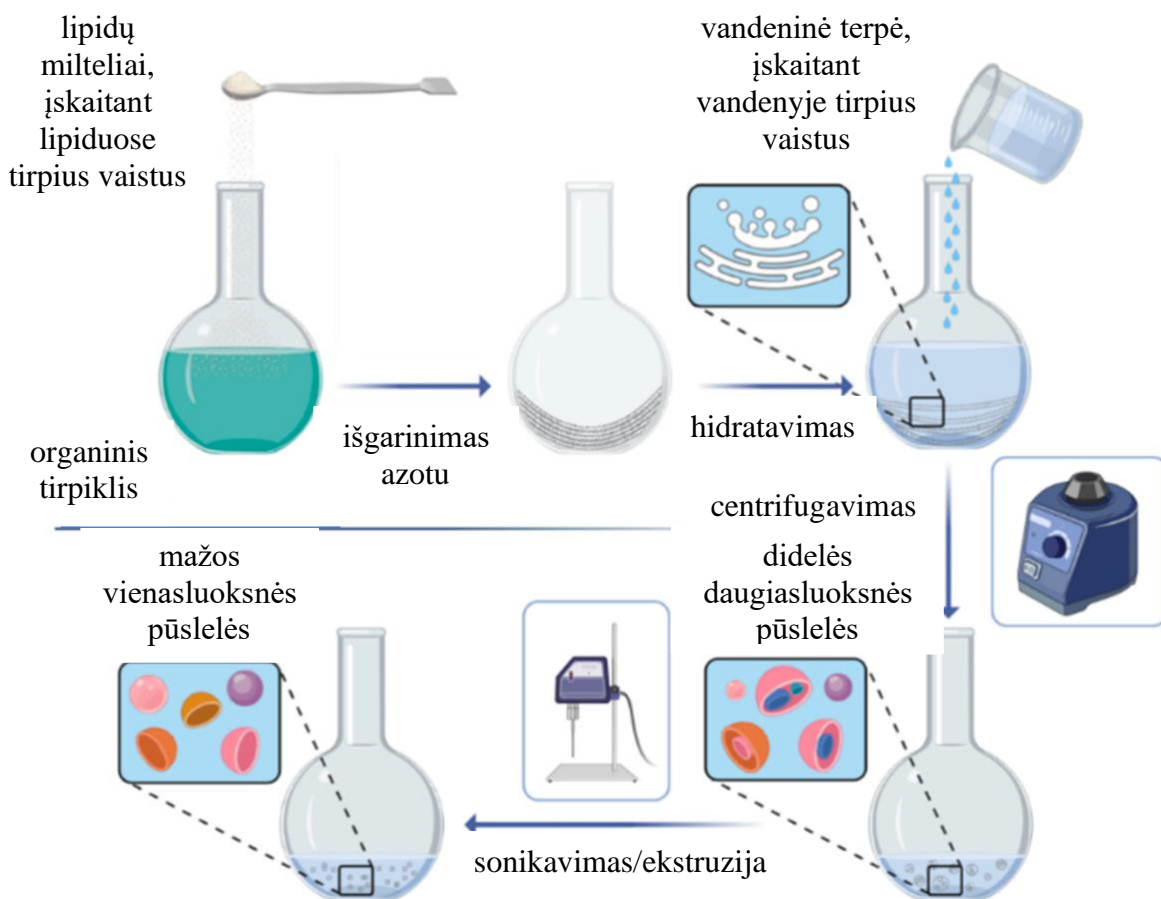 lipidų
milteliai,
įskaitant
lipiduose
tirpius vaistus
vandeninė terpė,
įskaitant
vandenyje tirpius
vaistus
organinis
tirpiklis
išgarinimas
azotu
hidratavimas
centrifugavimas
mažos
vienasluoksnės
pūslelės
didelės
daugiasluoksnės
pūslelės
sonikavimas/ekstruzija